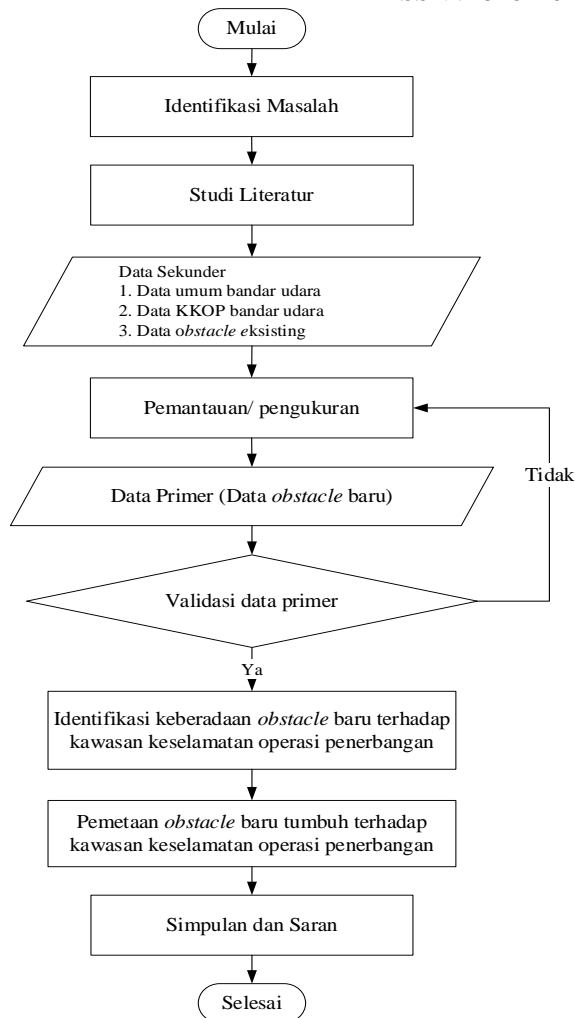 Mulai
Identifikasi Masalah
Studi Literatur
Data Sekunder
1. Data umum bandar udara
2. Data KKOP bandar udara
3. Data obstacle eksisting
Pemantauan/ pengukuran
Tidak
Data Primer (Data obstacle baru)
Validasi data primer
Ya
Identifikasi keberadaan obstacle baru terhadap
kawasan keselamatan operasi penerbangan
Pemetaan obstacle baru tumbuh terhadap
kawasan keselamatan operasi penerbangan
Simpulan dan Saran
Selesai